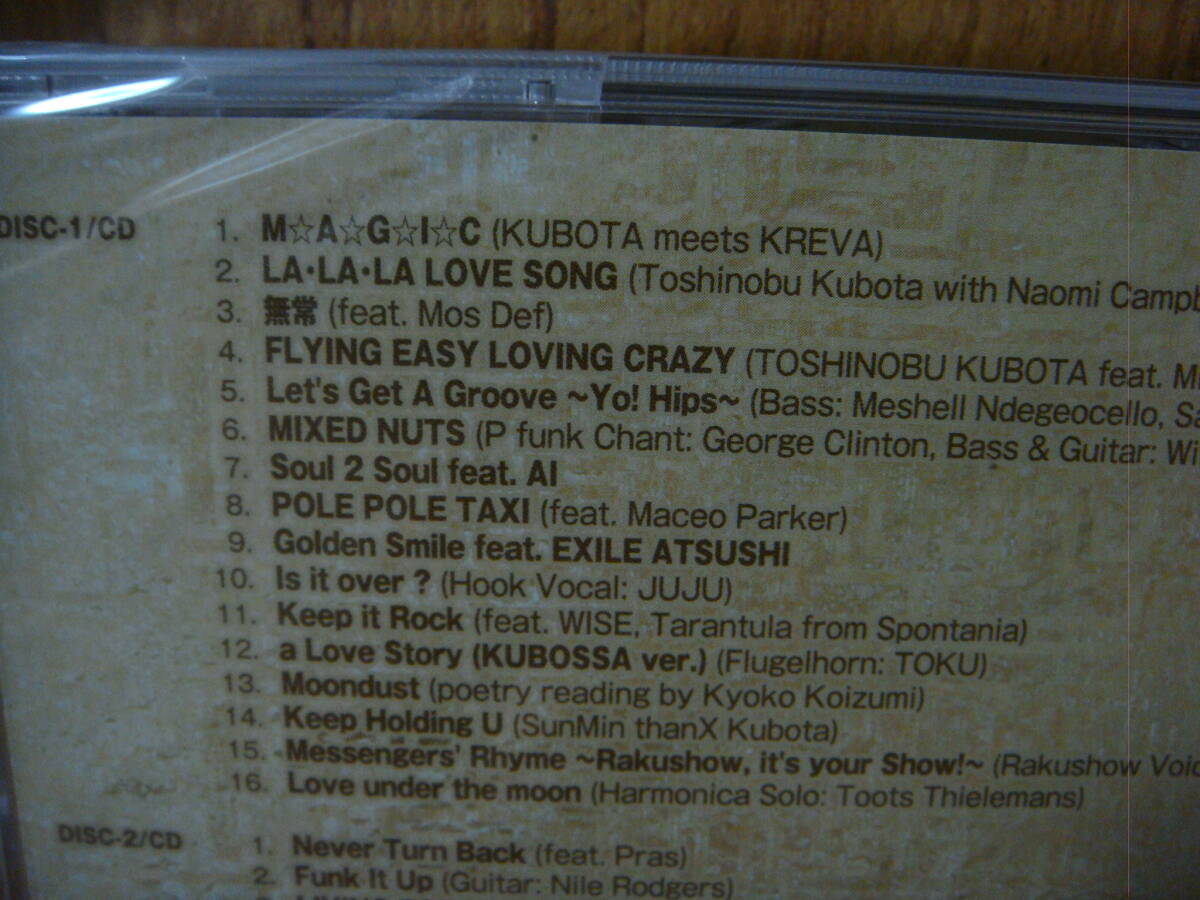 DISC-1/CD
1. M☆A☆G☆I☆C (KUBOTA meets KREVA)
2. LA・LA・LA LOVE SONG (Toshinobu Kubota with Naomi
3. 無常 (feat. Mos Def)
4. FLYING EASY LOVING CRAZY (TOSHINOBU KUBOTA feat.
5. Let's Get A Groove ~Yo! Hips~ (Bass: Meshell Ndegeocello,
6. MIXED NUTS (P funk Chant: George Clinton, Bass & Guitar:
7. Soul 2 Soul feat. AI
8. POLE POLE TAXI (feat. Maceo Parker)
9. Golden Smile feat. EXILE ATSUSHI
10. Is it over ? (Hook Vocal: JUJU)
11. Keep it Rock (feat. WISE, Tarantula from Spontania)
12. a Love Story (KUBOSSA ver.) (Flugelhorn: TOKU)
13. Moondust (poetry reading by Kyoko Koizumi)
14. Keep Holding U (SunMin thanX Kubota)
15. Messengers' Rhyme ~Rakushow, it's your Show!~ (Rakushow
16. Love under the moon (Harmonica Solo: Toots Thielemans)
DISC-2/CD
1. Never Turn Back (feat. Pras)
2. Funk It Up (Guitar: Nile Rodgers)